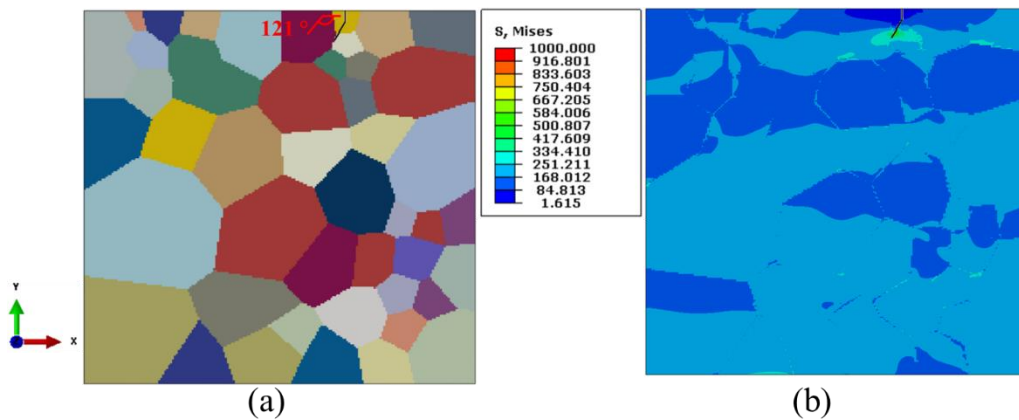 121 °
S, Mises
1000.000
916.801
833.603
750.404
667.205
584.006
500.807
417.609
334.410
251.211
168.012
84.813
1.615
Y
X
(a)
(b)